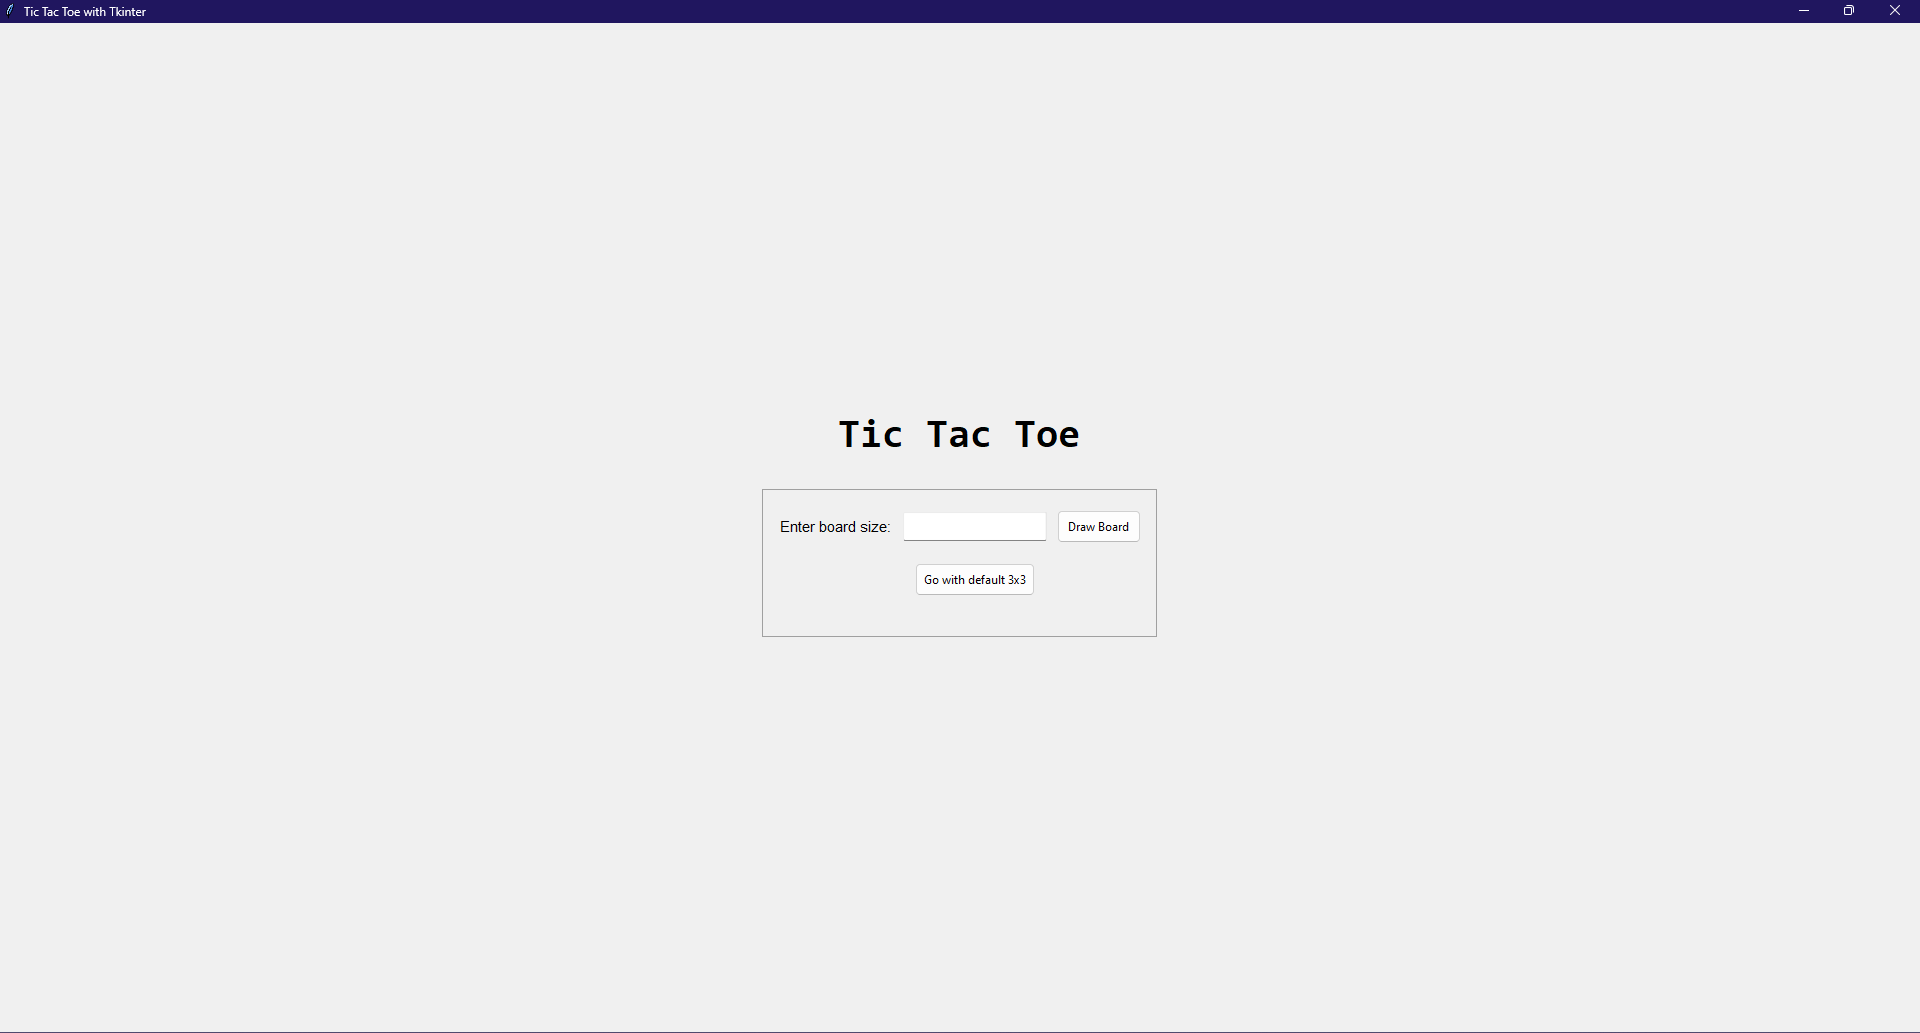 Tic Tac Toe with Tkinter
Tic Tac Toe
Enter board size:
Draw Board
Go with default 3x3